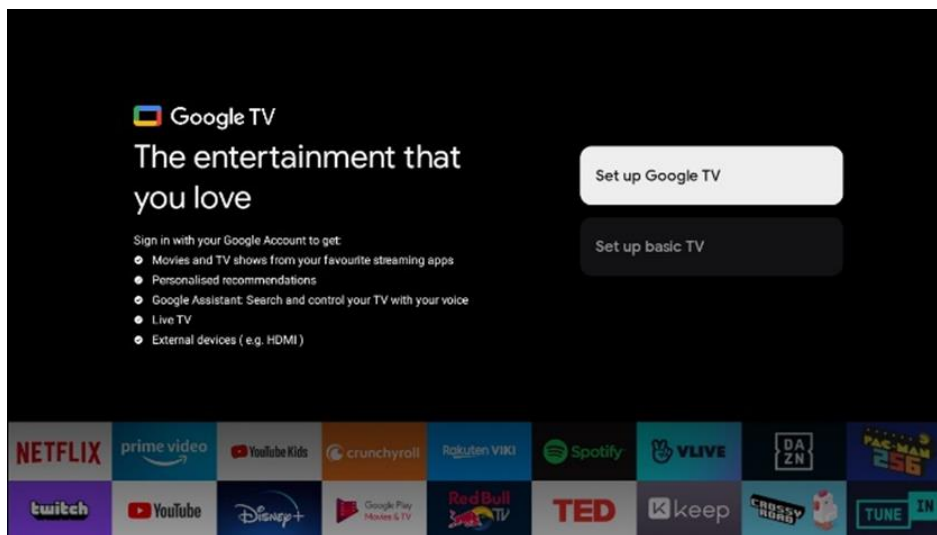 Google TV
The entertainment that
you love
Sign in with your Google Account to get:
Movies and TV shows from your favourite streaming apps
Personalised recommendations
Google Assistant: Search and control your TV with your voice
Live TV
External devices ( e.g. HDMI )
Set up Google TV
Set up basic TV
NETFLIX
prime video
YouTube Kids
crunchyroll
Rakuten VIKI
Spotify
VLIVE
DA
ZN
PAC-MAN
256
twitch
YouTube
Disney+
Google Play
Movies & TV
Red Bull
TV
TED
K keep
CROSSY
ROAD
TUNE IN